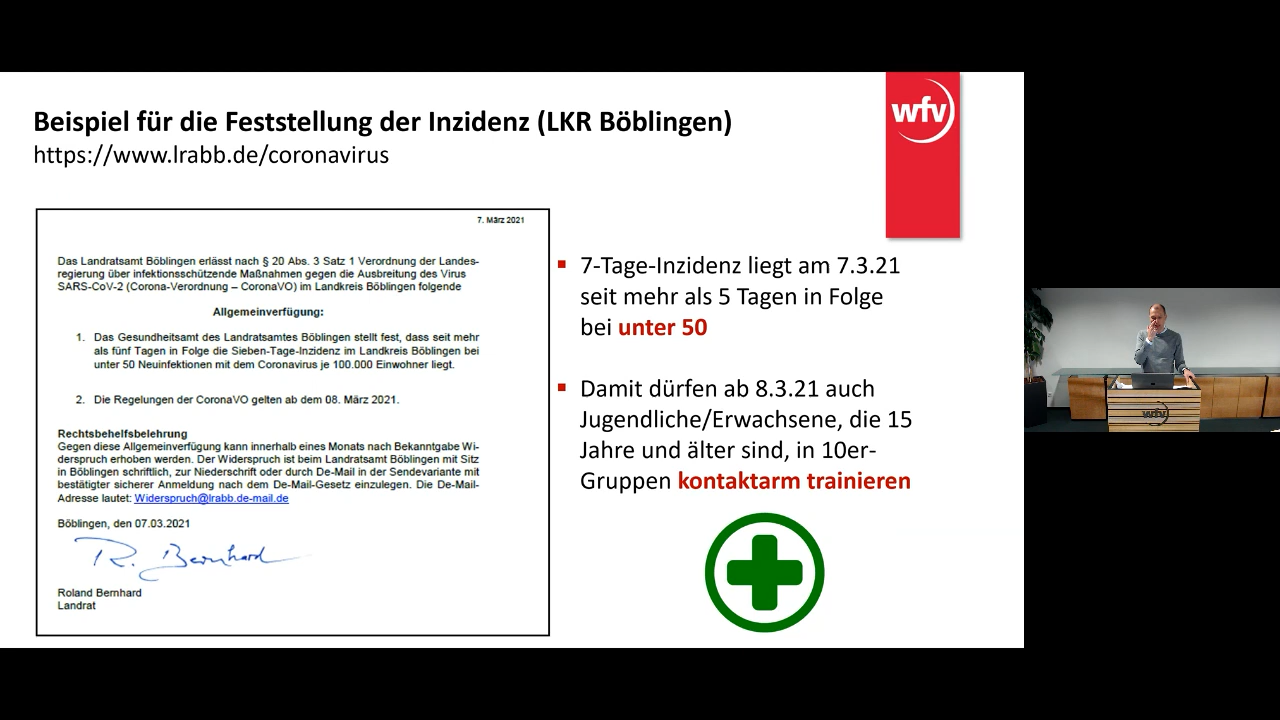 Beispiel für die Feststellung der Inzidenz (LKR Böblingen)
https://www.lrabb.de/coronavirus
wfv
7. März 2021
Das Landratsamt Böblingen erlässt nach § 20 Abs. 3 Satz 1 Verordnung der Landes-
regierung über infektionsschützende Maßnahmen gegen die Ausbreitung des Virus
SARS-CoV-2 (Corona-Verordnung – CoronaVO) im Landkreis Böblingen folgende
Allgemeinverfügung:
1. Das Gesundheitsamt des Landratsamtes Böblingen stellt fest, dass seit mehr
als fünf Tagen in Folge die Sieben-Tage-Inzidenz im Landkreis Böblingen bei
unter 50 Neuinfektionen mit dem Coronavirus je 100.000 Einwohner liegt.
2. Die Regelungen der CoronaVO gelten ab dem 08. März 2021.
Rechtsbehelfsbelehrung
Gegen diese Allgemeinverfügung kann innerhalb eines Monats nach Bekanntgabe Wi-
derspruch erhoben werden. Der Widerspruch ist beim Landratsamt Böblingen mit Sitz
in Böblingen schriftlich, zur Niederschrift oder durch De-Mail in der Sendevariante mit
bestätigter sicherer Anmeldung nach dem De-Mail-Gesetz einzulegen. Die De-Mail-
Adresse lautet: Widerspruch@lrabb.de-mail.de
Böblingen, den 07.03.2021
R. Bernhard
Roland Bernhard
Landrat
7-Tage-Inzidenz liegt am 7.3.21
seit mehr als 5 Tagen in Folge
bei unter 50
Damit dürfen ab 8.3.21 auch
Jugendliche/Erwachsene, die 15
Jahre und älter sind, in 10er-
Gruppen kontaktarm trainieren
wfv